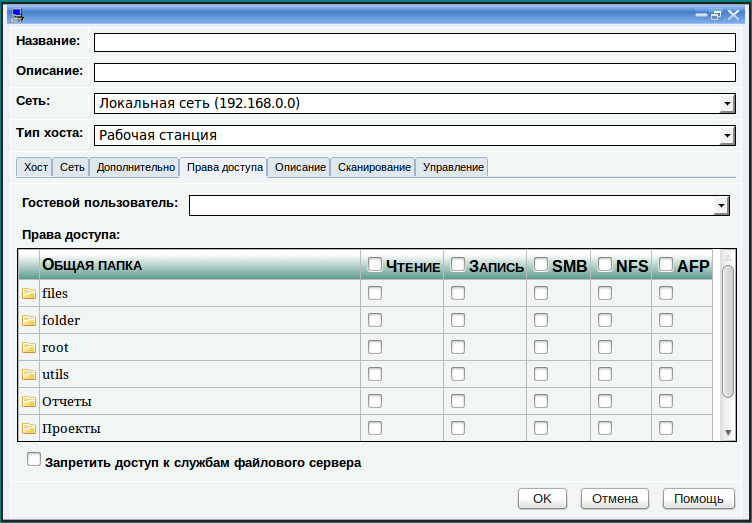 Название:
Описание:
Сеть: Локальная сеть (192.168.0.0)
Тип хоста: Рабочая станция
Хост Сеть Дополнительно Права доступа Описание Сканирование Управление
Гостевой пользователь:
Права доступа:
Общая папка Чтение Запись SMB NFS AFP
files
folder
root
utils
Отчеты
Проекты
Запретить доступ к службам файлового сервера
OK Отмена Помощь